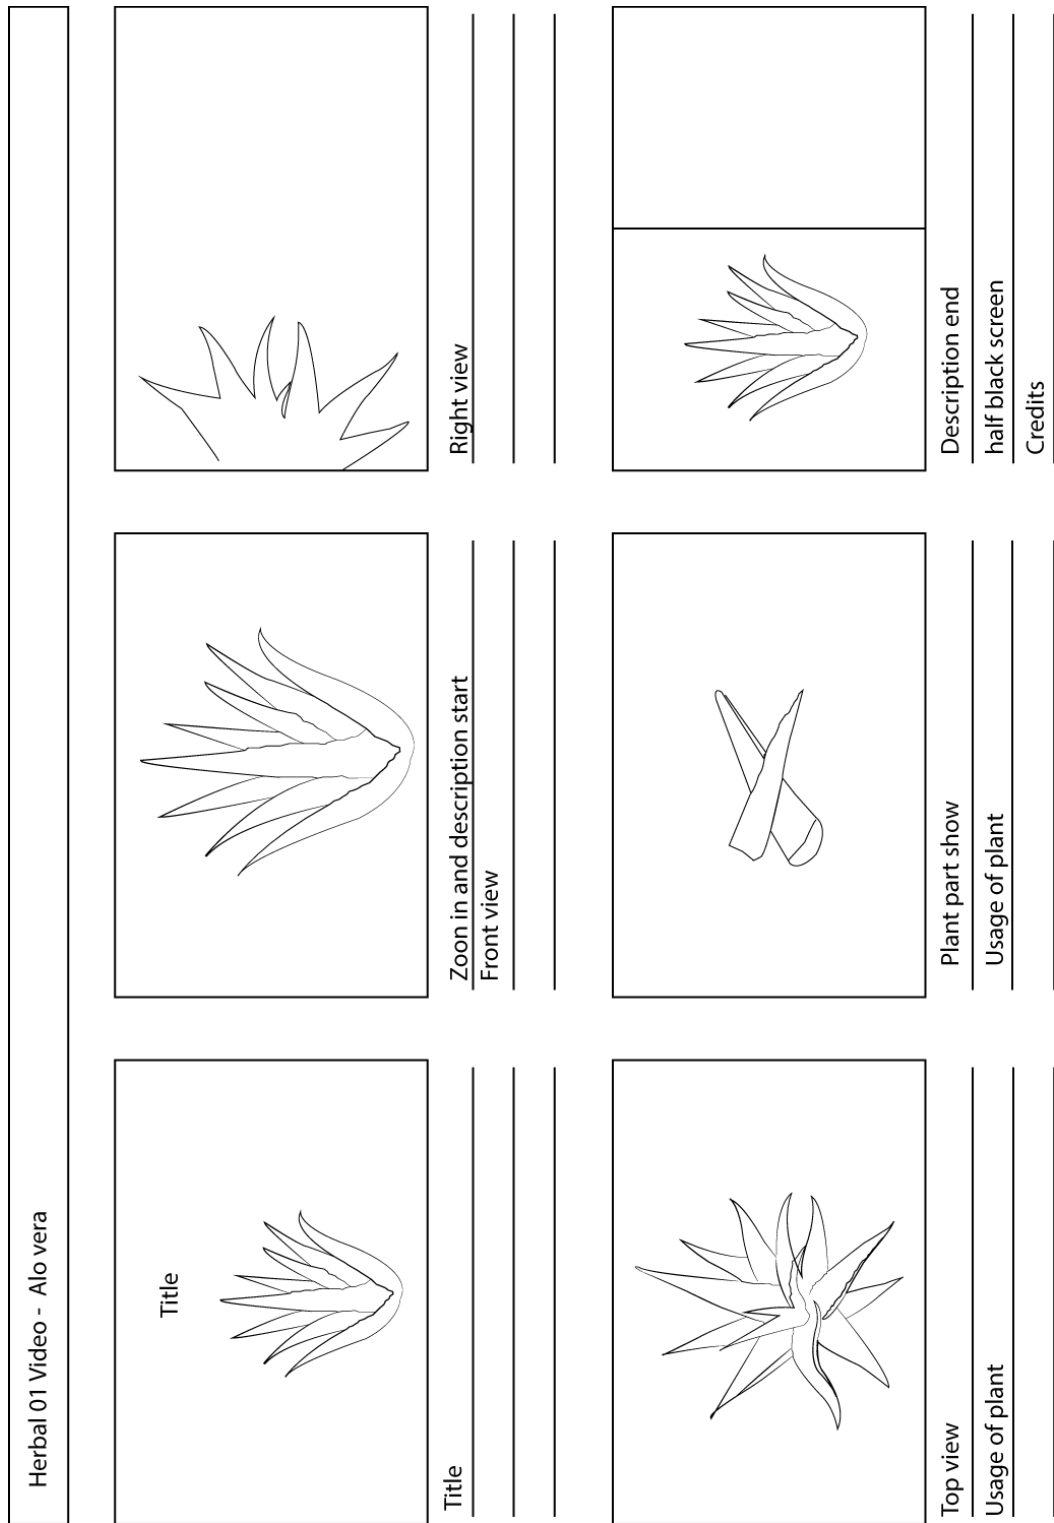 Herbal 01 Video - Alo vera
Title
Title
Zoon in and description start
Front view
Right view
Top view
Usage of plant
Plant part show
Usage of plant
Description end
half black screen
Credits